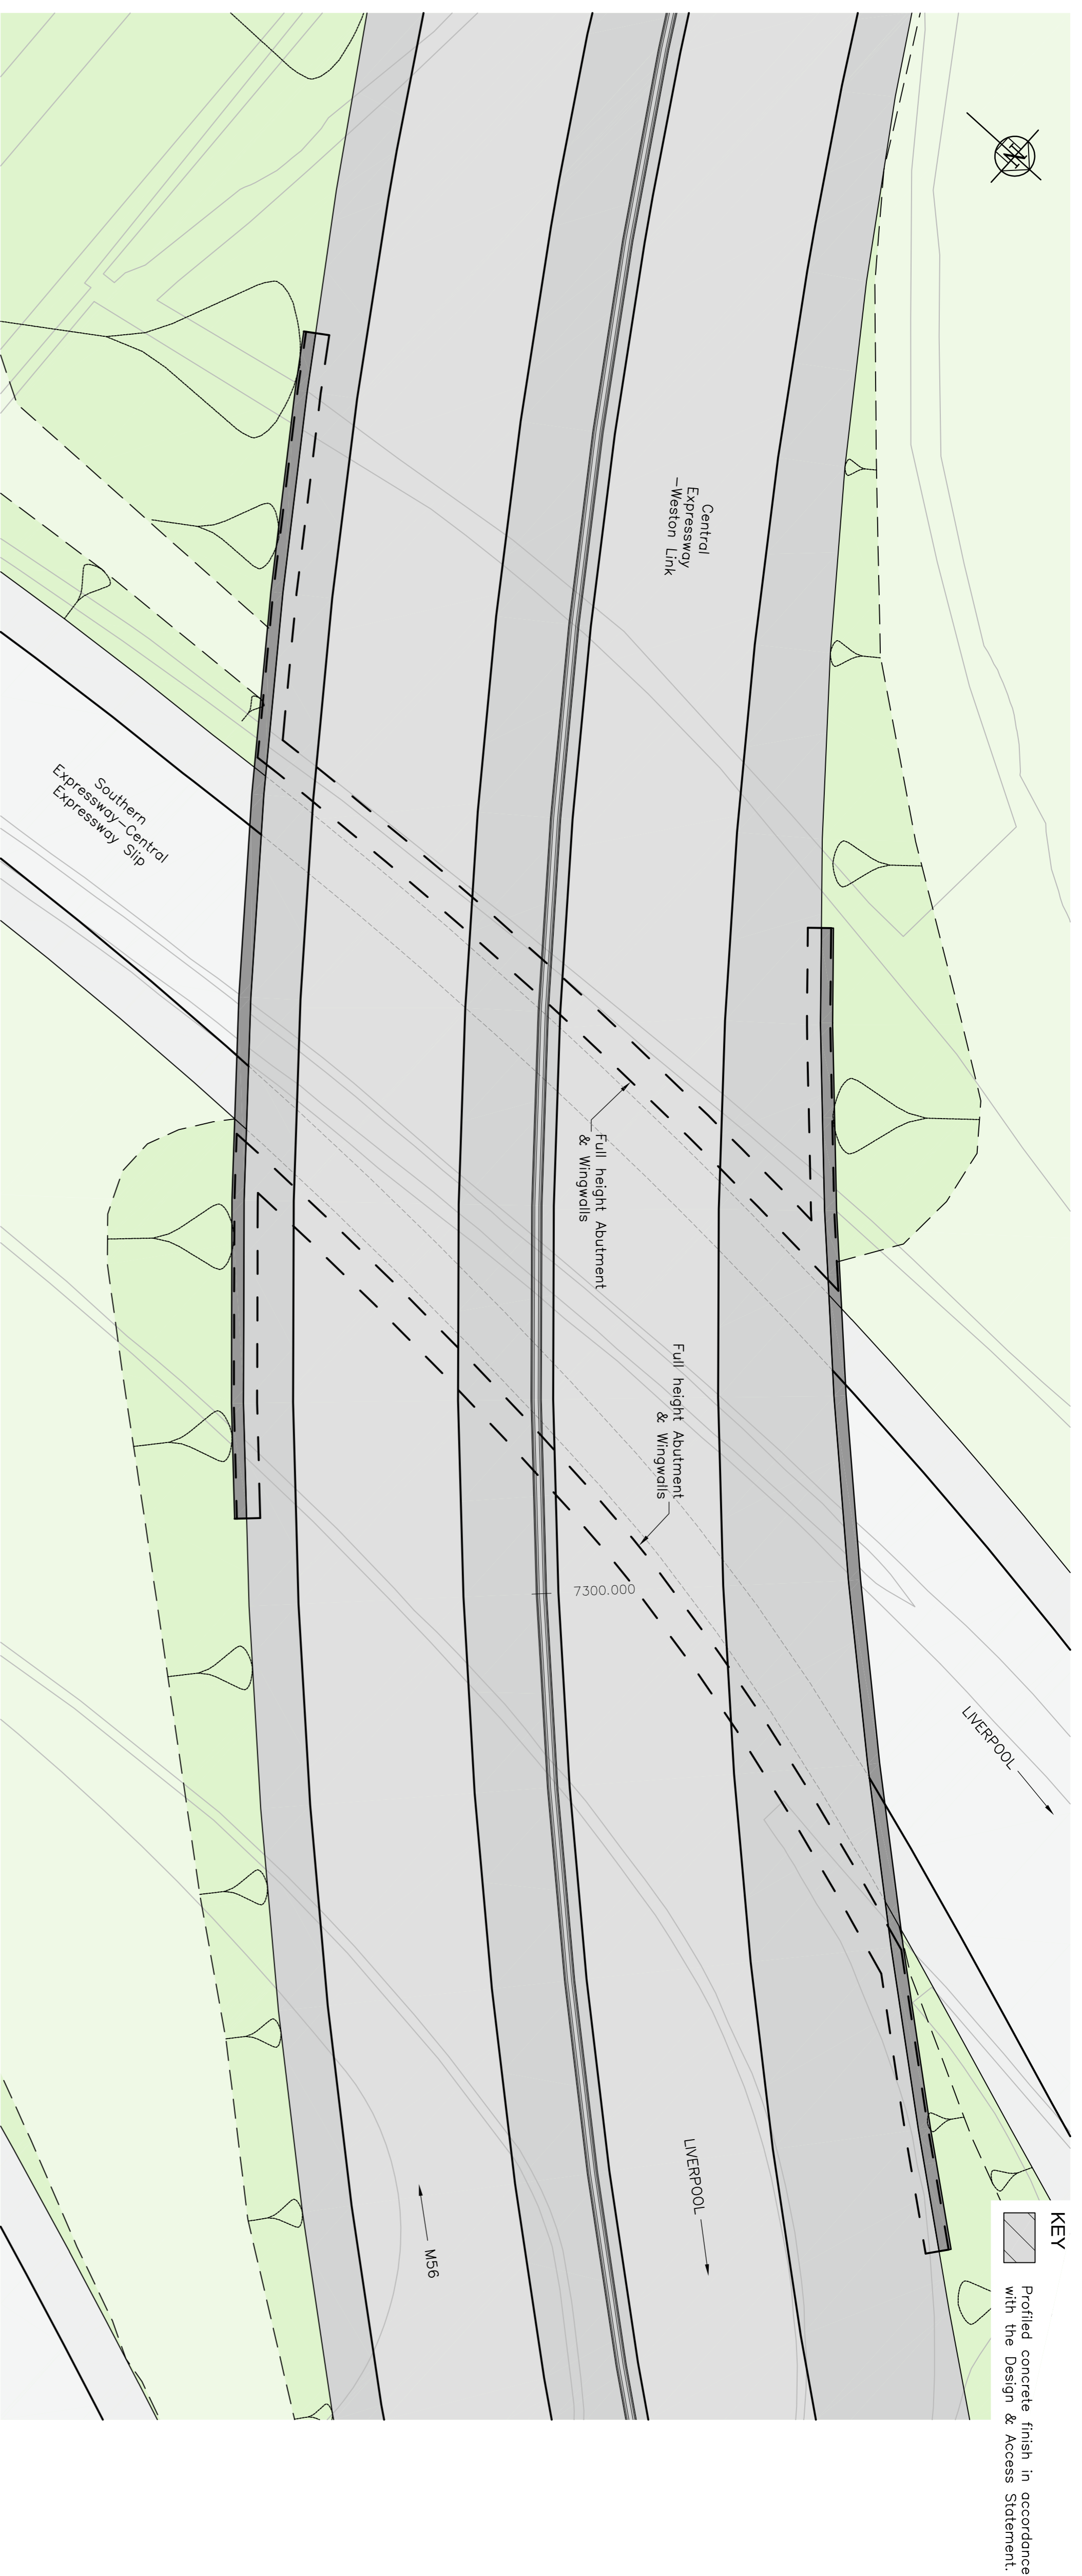 N
Central
Expressway
–Weston Link
Southern
Expressway–Central
Expressway Slip
Full height Abutment
& Wingwalls
Full height Abutment
& Wingwalls
7300.000
LIVERPOOL
LIVERPOOL
M56
KEY
Profiled concrete finish in accordance
with the Design & Access Statement.